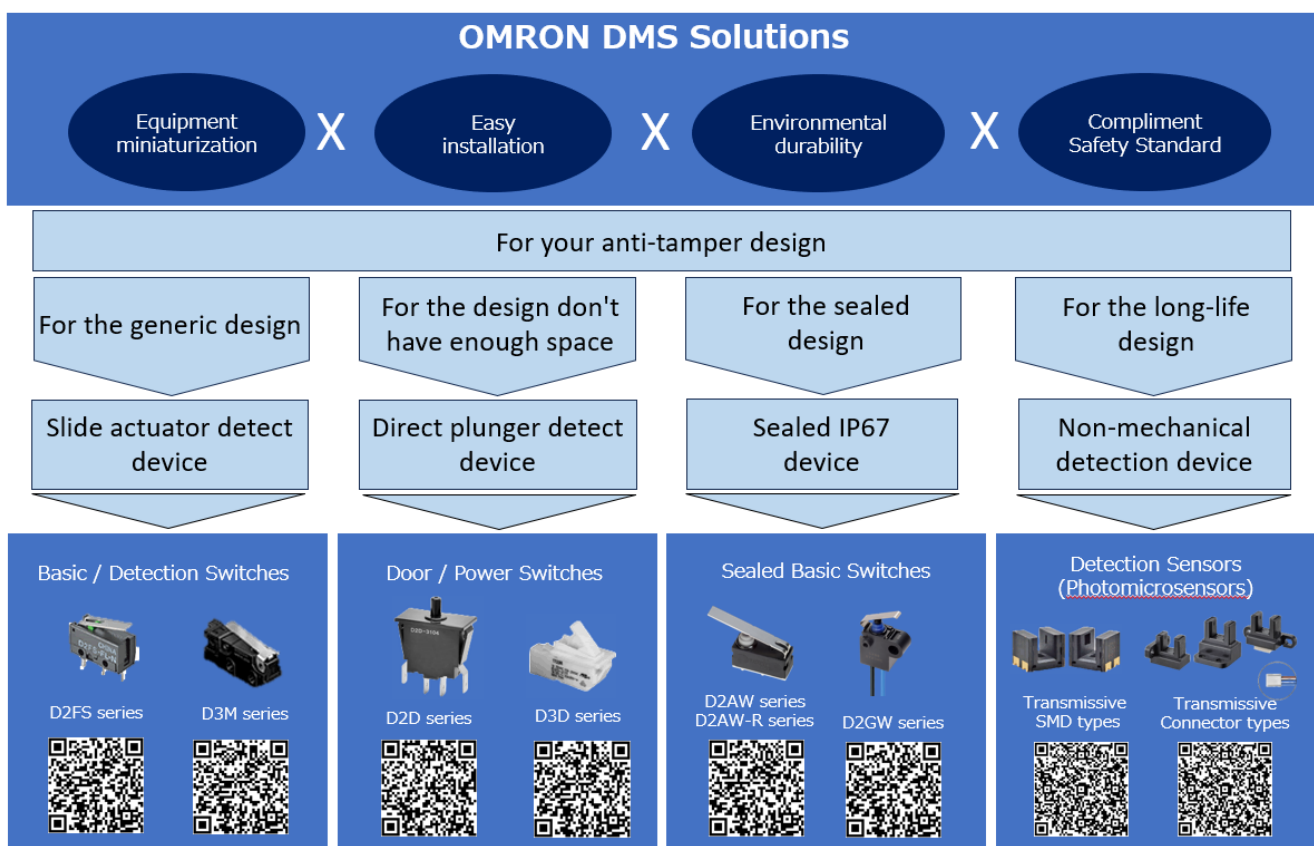 OMRON DMS Solutions
Equipment
miniaturization
X
Easy
installation
X
Environmental
durability
X
Compliment
Safety Standard
For your anti-tamper design
For the generic design
For the design don't
have enough space
For the sealed
design
For the long-life
design
Slide actuator detect
device
Direct plunger detect
device
Sealed IP67
device
Non-mechanical
detection device
Basic / Detection Switches
D2FS series
D3M series
Door / Power Switches
D2D-3104
D2D series
D3D series
Sealed Basic Switches
D2AW series
D2AW-R series
D2GW series
Detection Sensors
(Photomicrosensors)
Transmissive
SMD types
Transmissive
Connector types